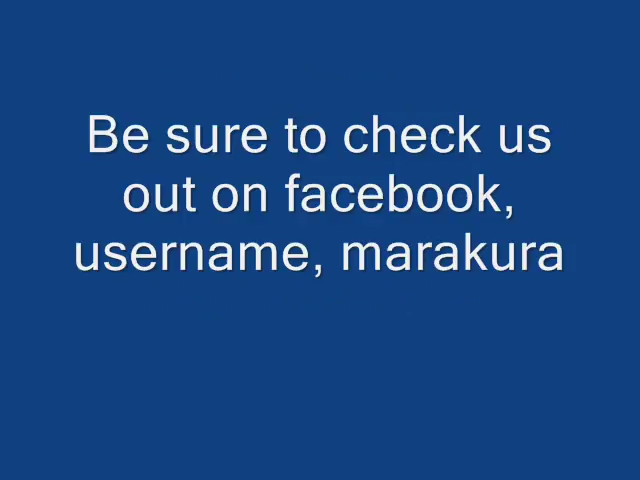 Be sure to check us
out on facebook,
username, marakura